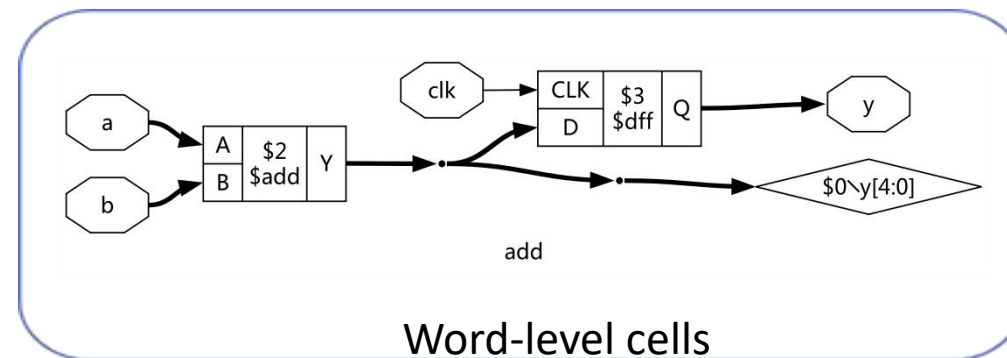 a
b
A
B
$2
$add
Y
clk
CLK
D
$3
$dff
Q
y
$0\y[4:0]
add
Word-level cells